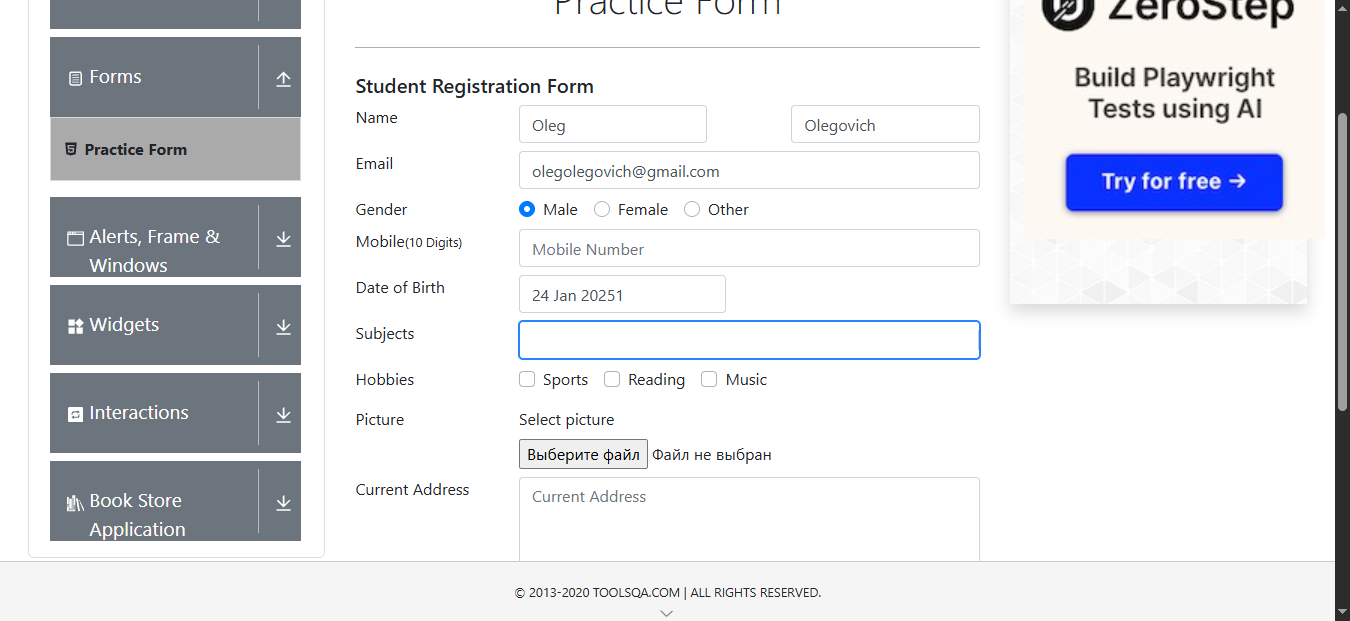 Practice Form
ZeroStep
Build Playwright
Tests using AI
Try for free →
Forms
Practice Form
Alerts, Frame &
Windows
Widgets
Interactions
Book Store
Application
Student Registration Form
Name
Oleg
Olegovich
Email
olegolegovich@gmail.com
Gender
Male
Female
Other
Mobile(10 Digits)
Mobile Number
Date of Birth
24 Jan 20251
Subjects
Hobbies
Sports
Reading
Music
Picture
Select picture
Выберите файл
Файл не выбран
Current Address
Current Address
© 2013-2020 TOOLSQA.COM | ALL RIGHTS RESERVED.